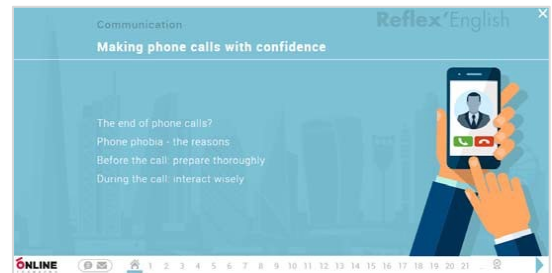 Communication
Reflex'English
Making phone calls with confidence
The end of phone calls?
Phone phobia - the reasons
Before the call: prepare thoroughly
During the call: interact wisely
ONLINE
1 2 3 4 5 6 7 8 9 10 11 12 13 14 15 16 17 18 19 20 21